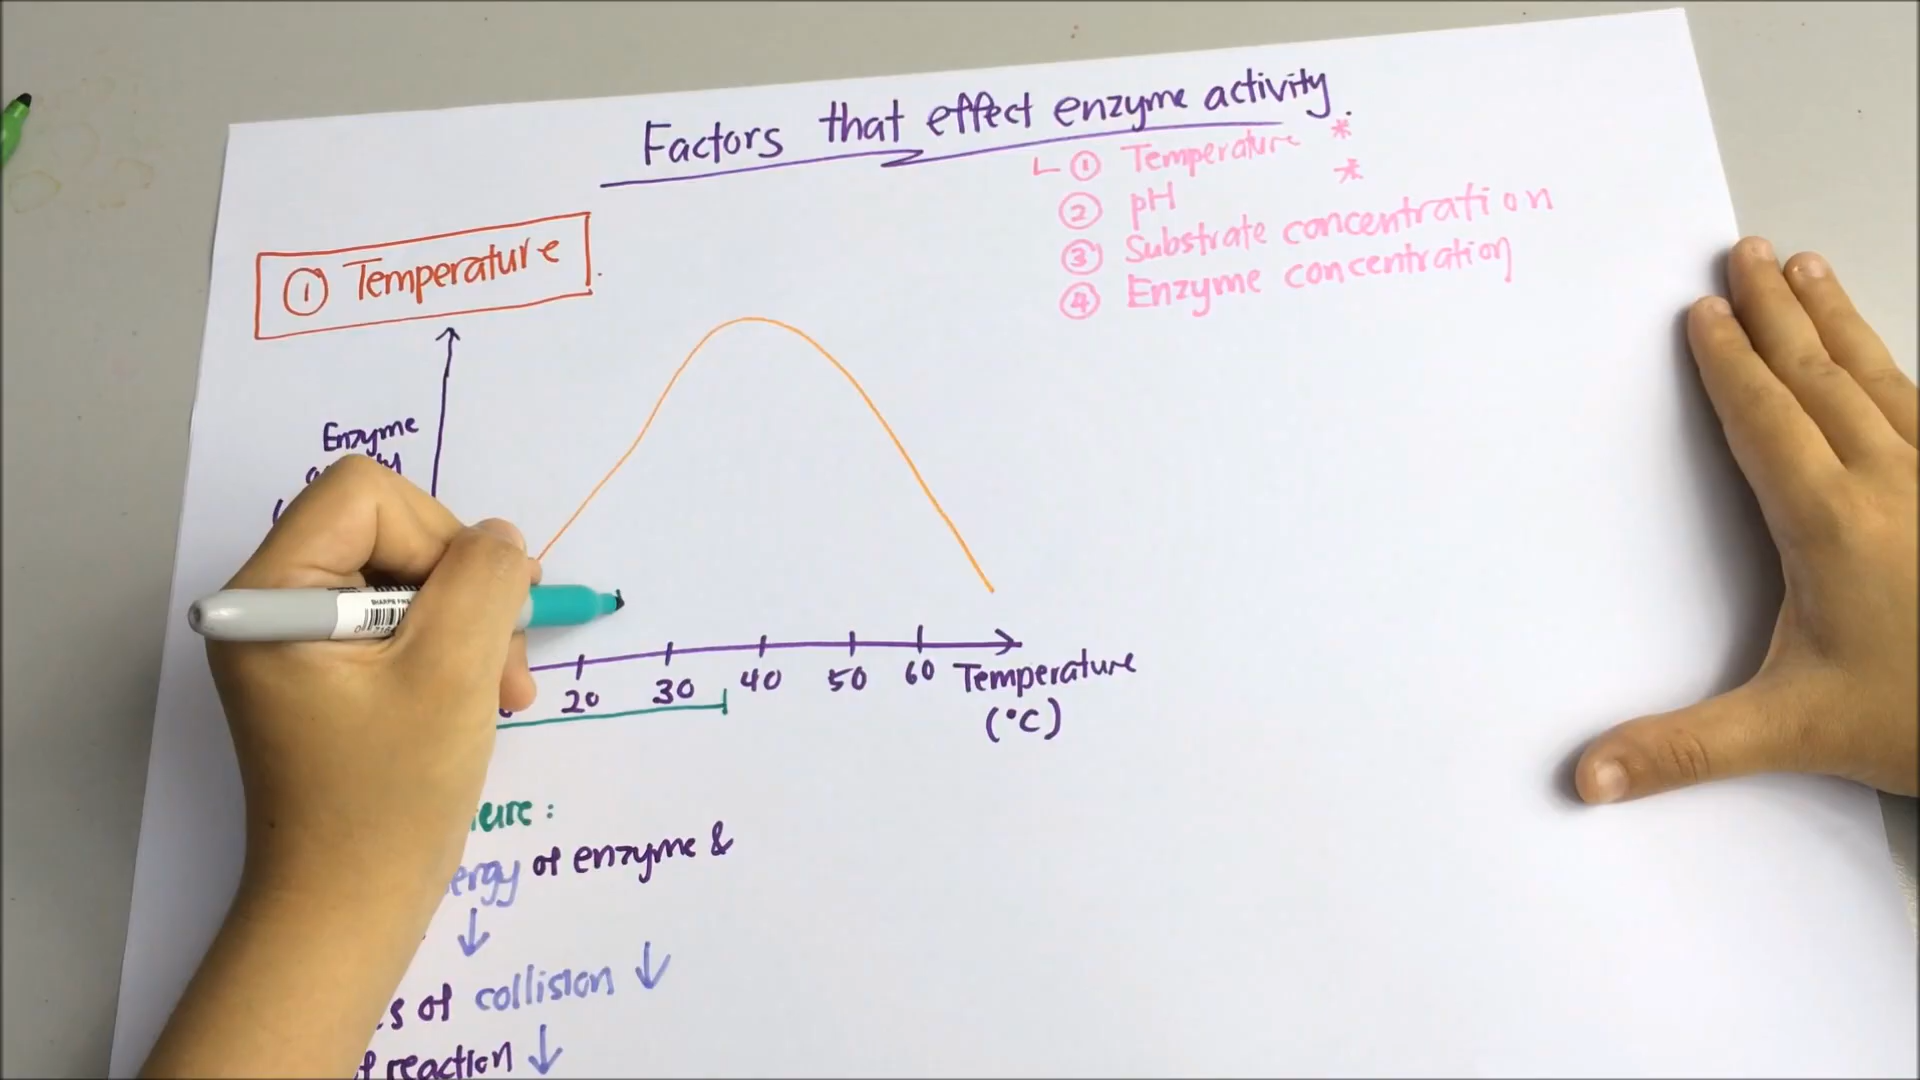 Factors that effect enzyme activity.
① Temperature *
② pH *
③ Substrate concentration
④ Enzyme concentration
① Temperature
Enzyme
20 30 40 50 60 Temperature
(°C)
of enzyme &
↓
of collision ↓
reaction ↓